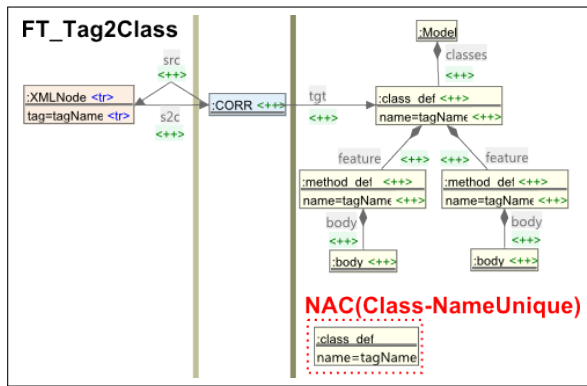 FT_Tag2Class
:Model
src
<++>
classes
<++>
:XMLNode <tr>
tag=tagName <tr>
s2c
<++>
:CORR <++>
tgt
<++>
:class_def <++>
name=tagName <++>
feature
<++>
<++>
feature
:method_def <++>
name=tagName <++>
:method_def <++>
name=tagName <++>
body
<++>
body
<++>
:body <++>
:body <++>
NAC(Class-NameUnique)
:class_def
name=tagName